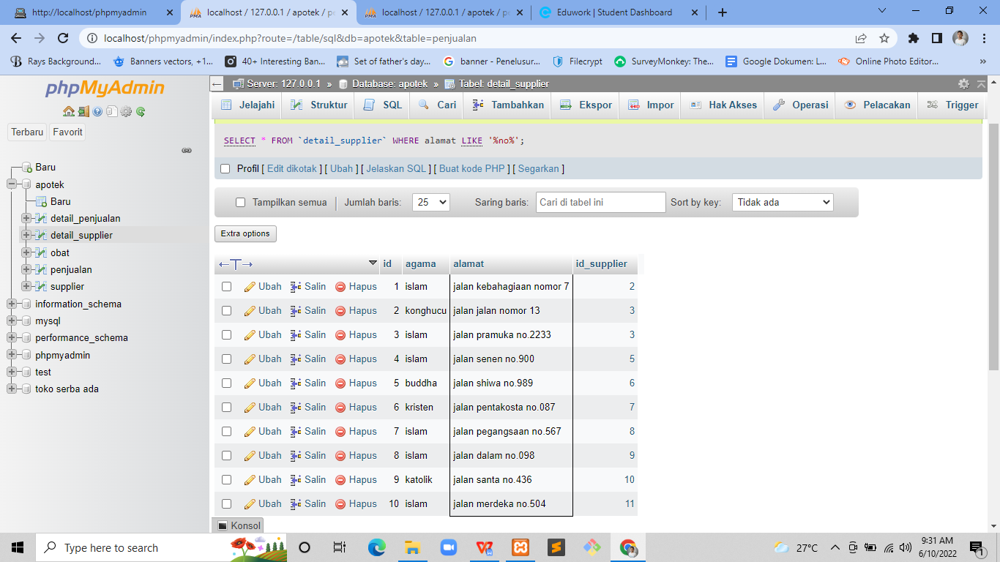 http://localhost/phpmyadmin
localhost / 127.0.0.1 / apotek / pe
localhost / 127.0.0.1 / apotek / pe
Eduwork | Student Dashboard
localhost/phpmyadmin/index.php?route=/table/sql&db=apotek&table=penjualan
Rays Background...
Banners vectors, +1...
40+ Interesting Ban...
Set of father's day...
banner - Penelusur...
Filecrypt
SurveyMonkey: The...
Google Dokumen: L...
Online Photo Editor...
phpMyAdmin
Terbaru
Favorit
Baru
apotek
Baru
detail_penjualan
detail_supplier
obat
penjualan
supplier
information_schema
mysql
performance_schema
phpmyadmin
test
toko serba ada
Server: 127.0.0.1 » Database: apotek » Tabel: detail_supplier
Jelajahi
Struktur
SQL
Cari
Tambahkan
Ekspor
Impor
Hak Akses
Operasi
Pelacakan
Trigger
SELECT * FROM `detail_supplier` WHERE alamat LIKE '%no%';
Profil [ Edit dikotak ] [ Ubah ] [ Jelaskan SQL ] [ Buat kode PHP ] [ Segarkan ]
Tampilkan semua | Jumlah baris: 25 Saring baris: Cari di tabel ini Sort by key: Tidak ada
Extra options
id agama alamat id_supplier
Ubah Salin Hapus 1 islam jalan kebahagiaan nomor 7 2
Ubah Salin Hapus 2 konghucu jalan jalan nomor 13 3
Ubah Salin Hapus 3 islam jalan pramuka no.2233 3
Ubah Salin Hapus 4 islam jalan senen no.900 5
Ubah Salin Hapus 5 buddha jalan shiwa no.989 6
Ubah Salin Hapus 6 kristen jalan pentakosta no.087 7
Ubah Salin Hapus 7 islam jalan pegangsaan no.567 8
Ubah Salin Hapus 8 islam jalan dalam no.098 9
Ubah Salin Hapus 9 katolik jalan santa no.436 10
Ubah Salin Hapus 10 islam jalan merdeka no.504 11
Konsol
Type here to search
27°C
9:31 AM
6/10/2022
1